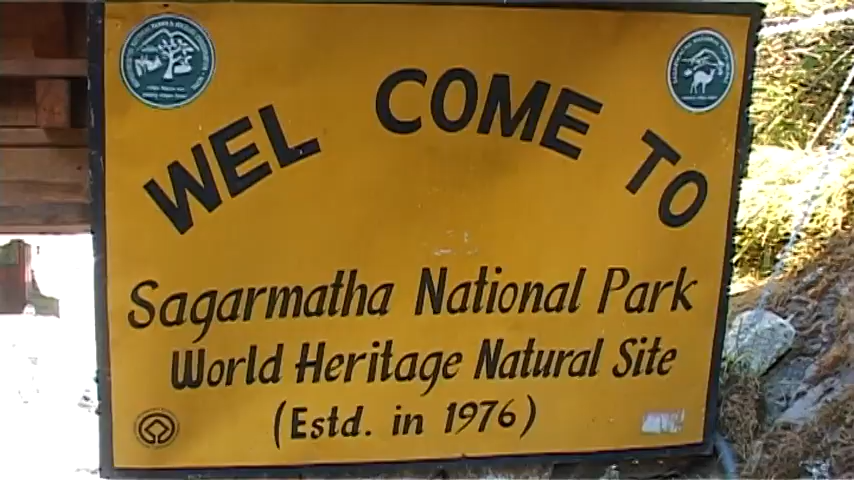 WEL COME TO
Sagarmatha National Park
World Heritage Natural Site
(Estd. in 1976)